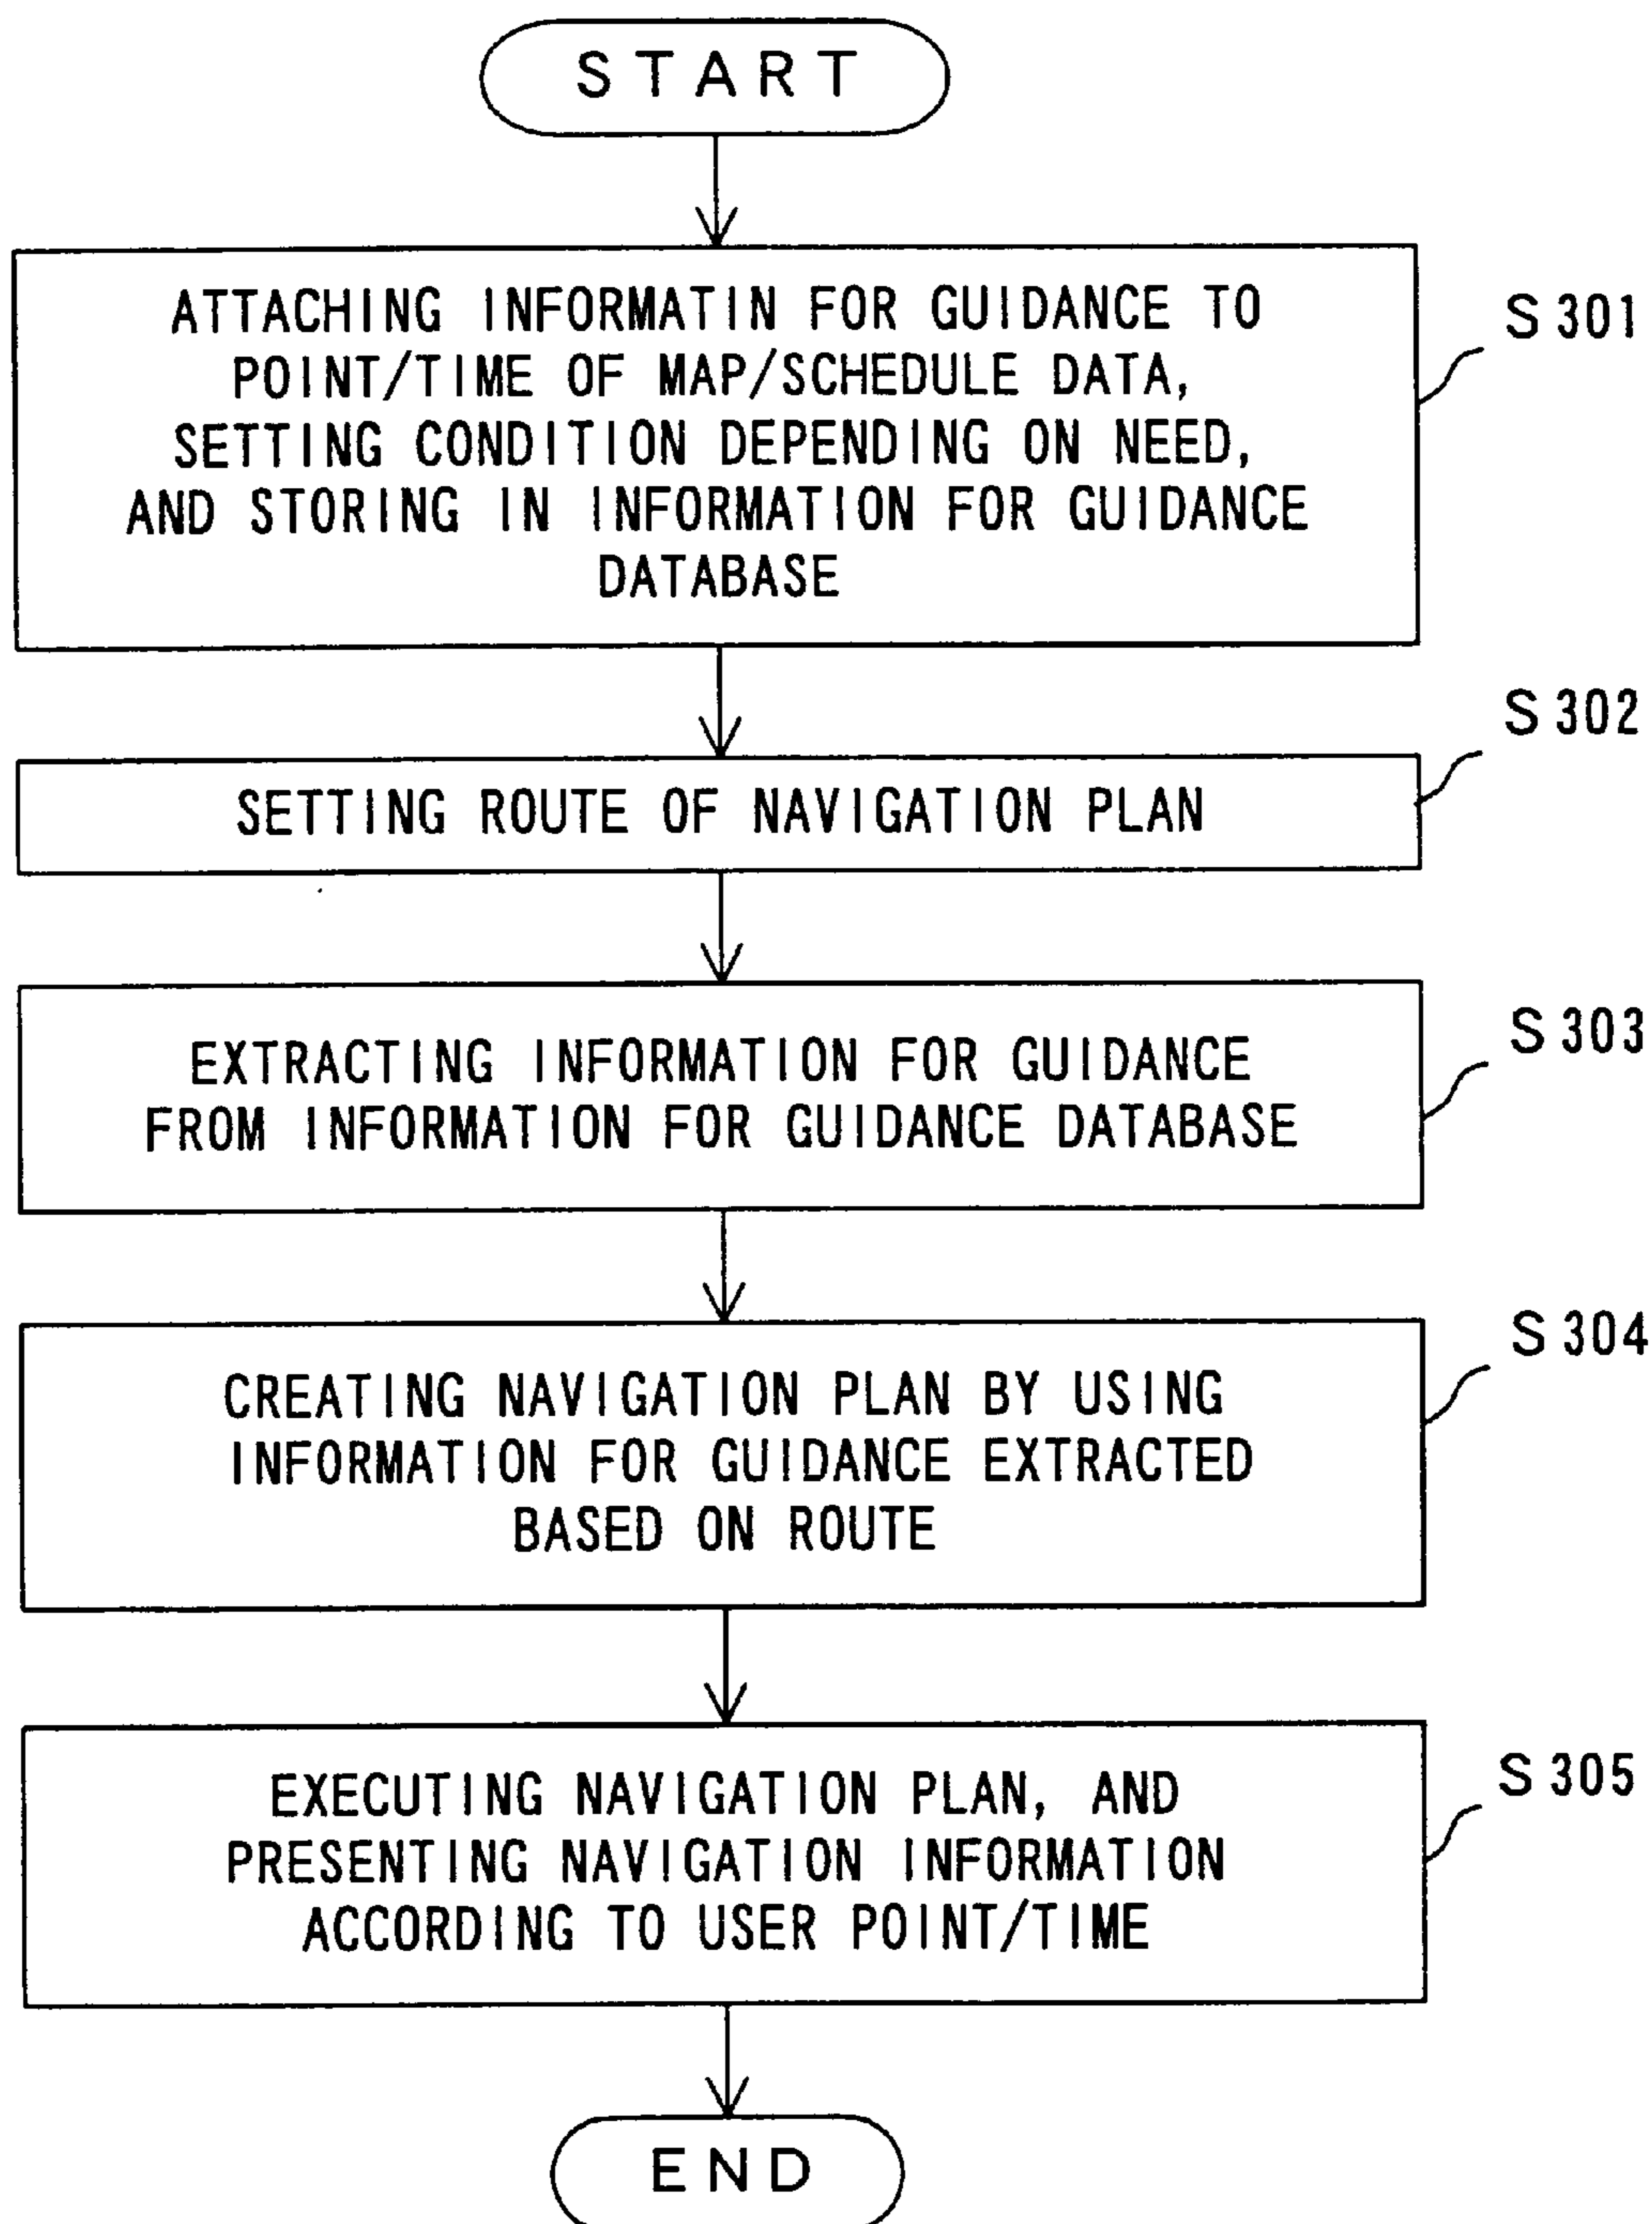 START
ATTACHING INFORMATIN FOR GUIDANCE TO
POINT/TIME OF MAP/SCHEDULE DATA,
SETTING CONDITION DEPENDING ON NEED,
AND STORING IN INFORMATION FOR GUIDANCE
DATABASE
S301
SETTING ROUTE OF NAVIGATION PLAN
S302
EXTRACTING INFORMATION FOR GUIDANCE
FROM INFORMATION FOR GUIDANCE DATABASE
S303
CREATING NAVIGATION PLAN BY USING
INFORMATION FOR GUIDANCE EXTRACTED
BASED ON ROUTE
S304
EXECUTING NAVIGATION PLAN, AND
PRESENTING NAVIGATION INFORMATION
ACCORDING TO USER POINT/TIME
S305
END